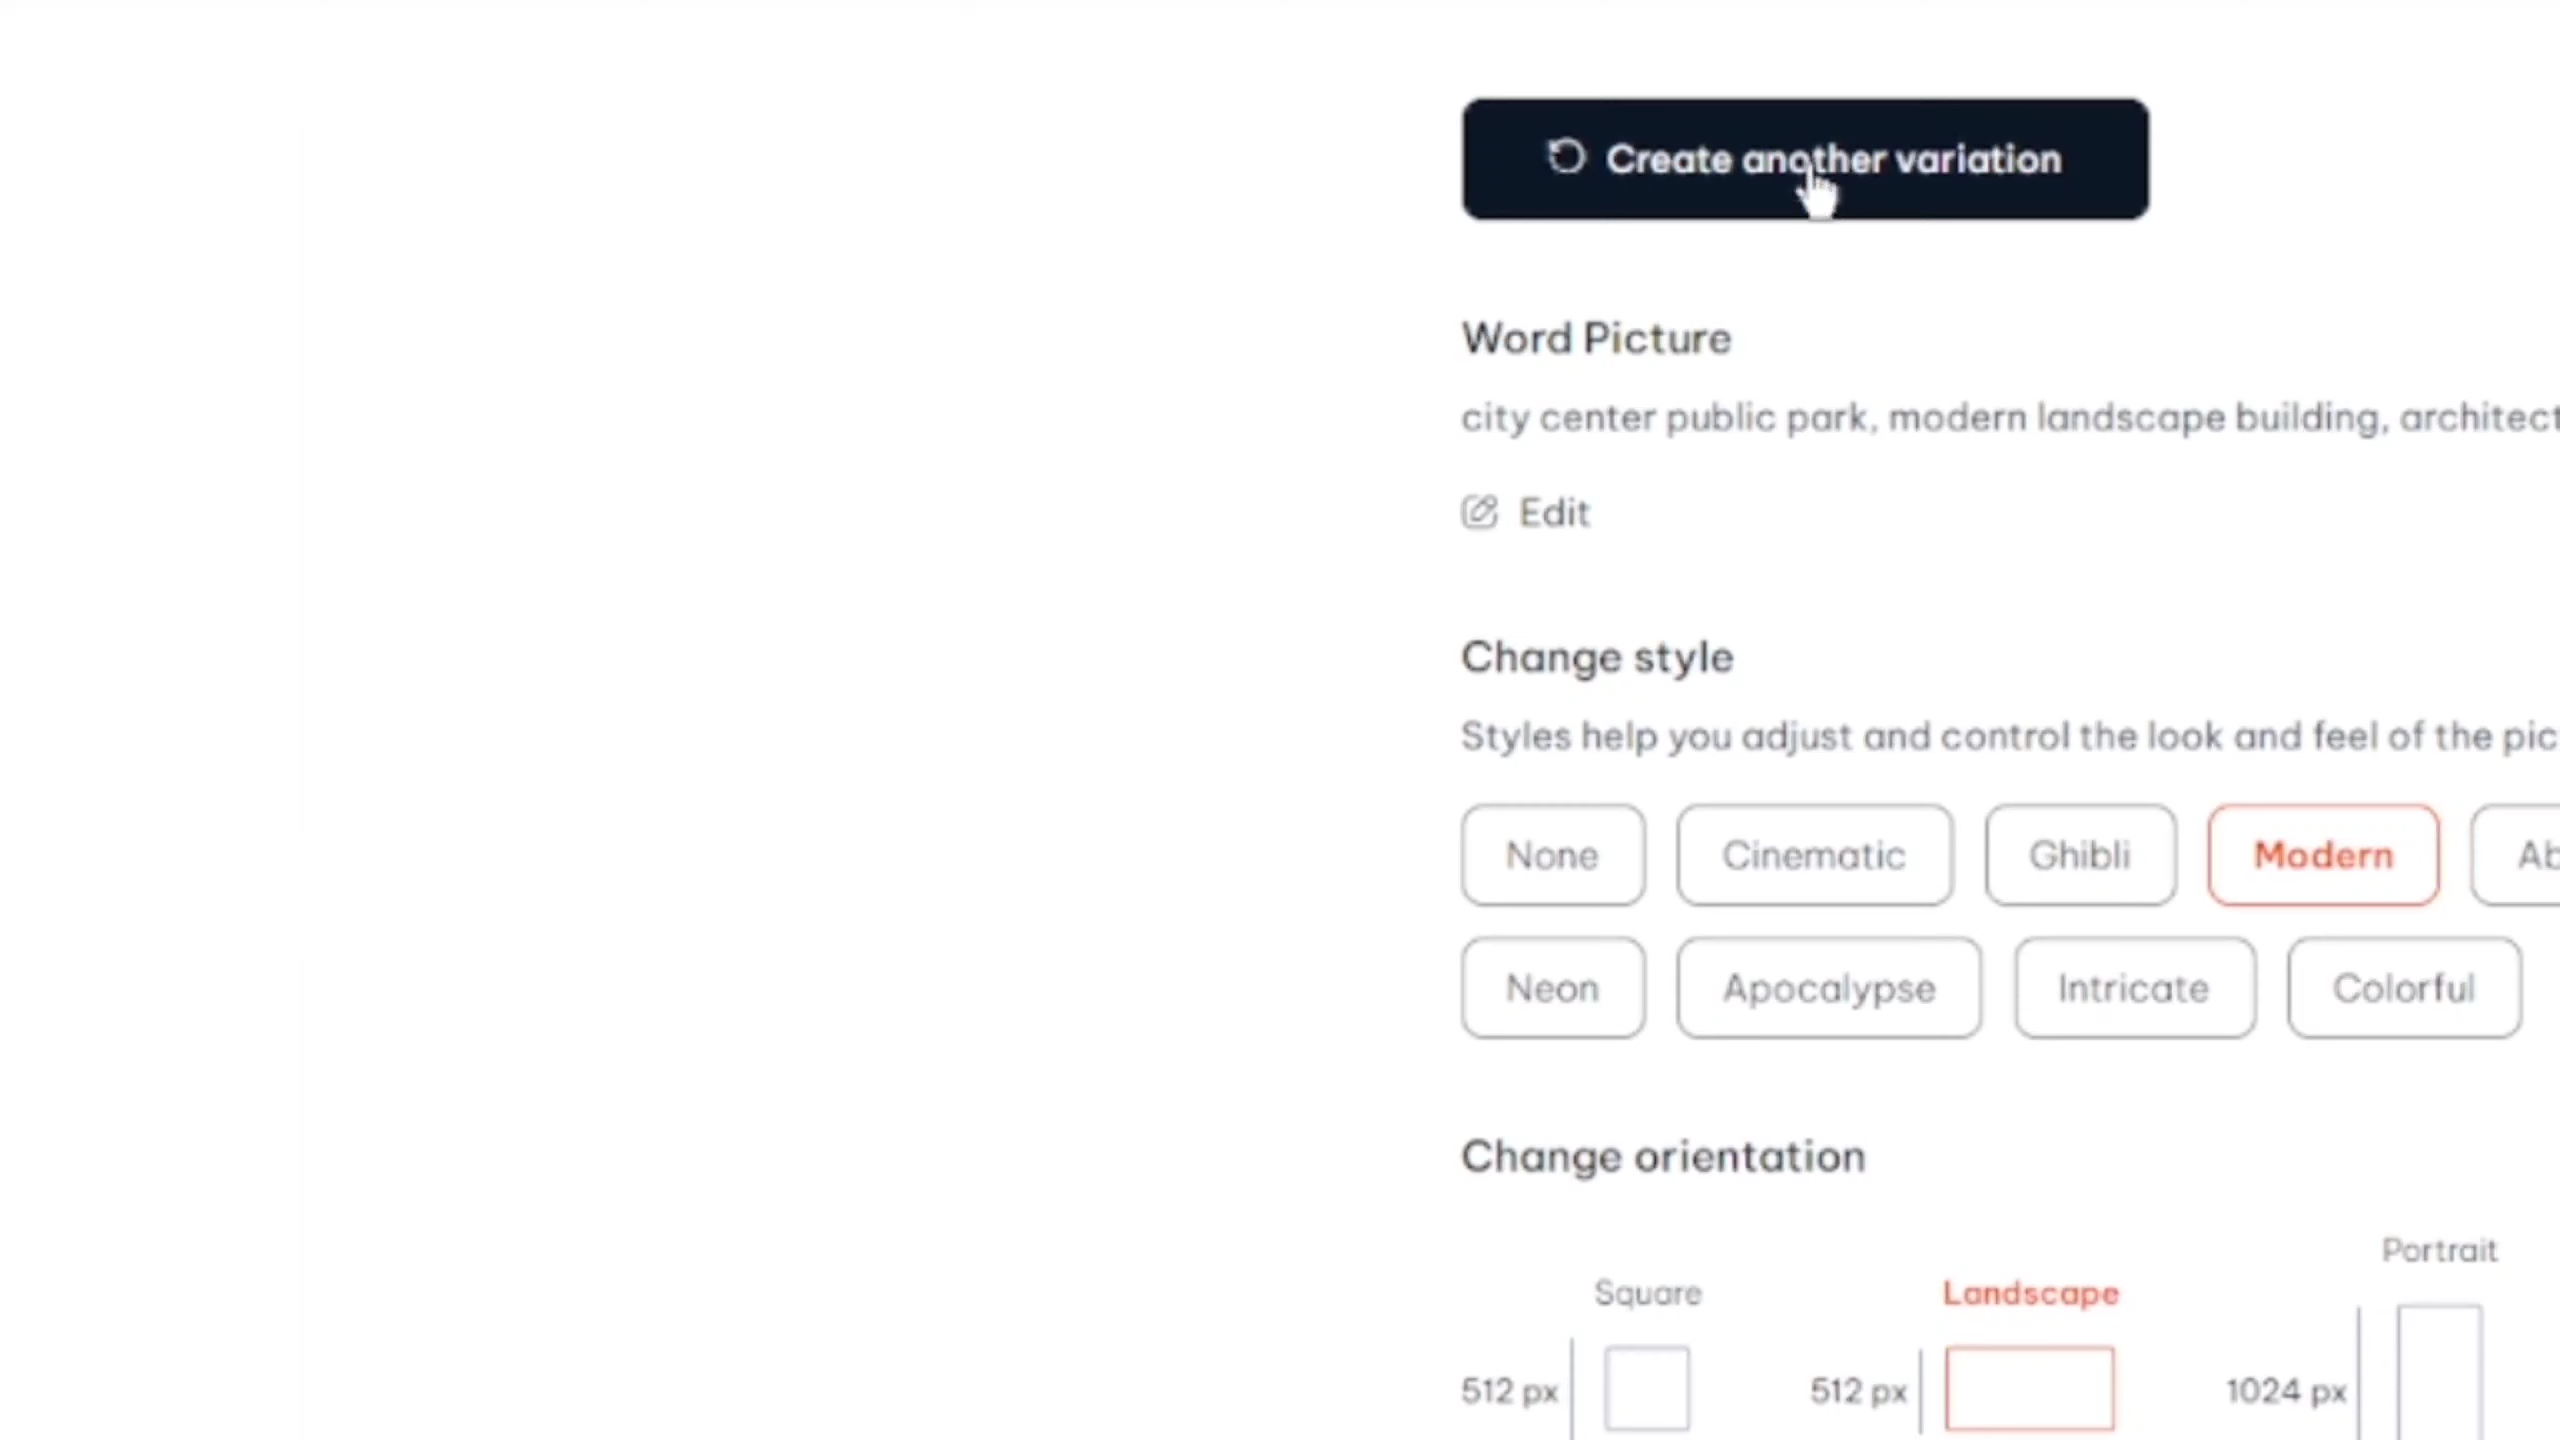 Create another variation
Word Picture
city center public park, modern landscape building, architect
Edit
Change style
Styles help you adjust and control the look and feel of the pic
None Cinematic Ghibli Modern Ab
Neon Apocalypse Intricate Colorful
Change orientation
Portrait
Square Landscape
512 px 512 px 1024 px